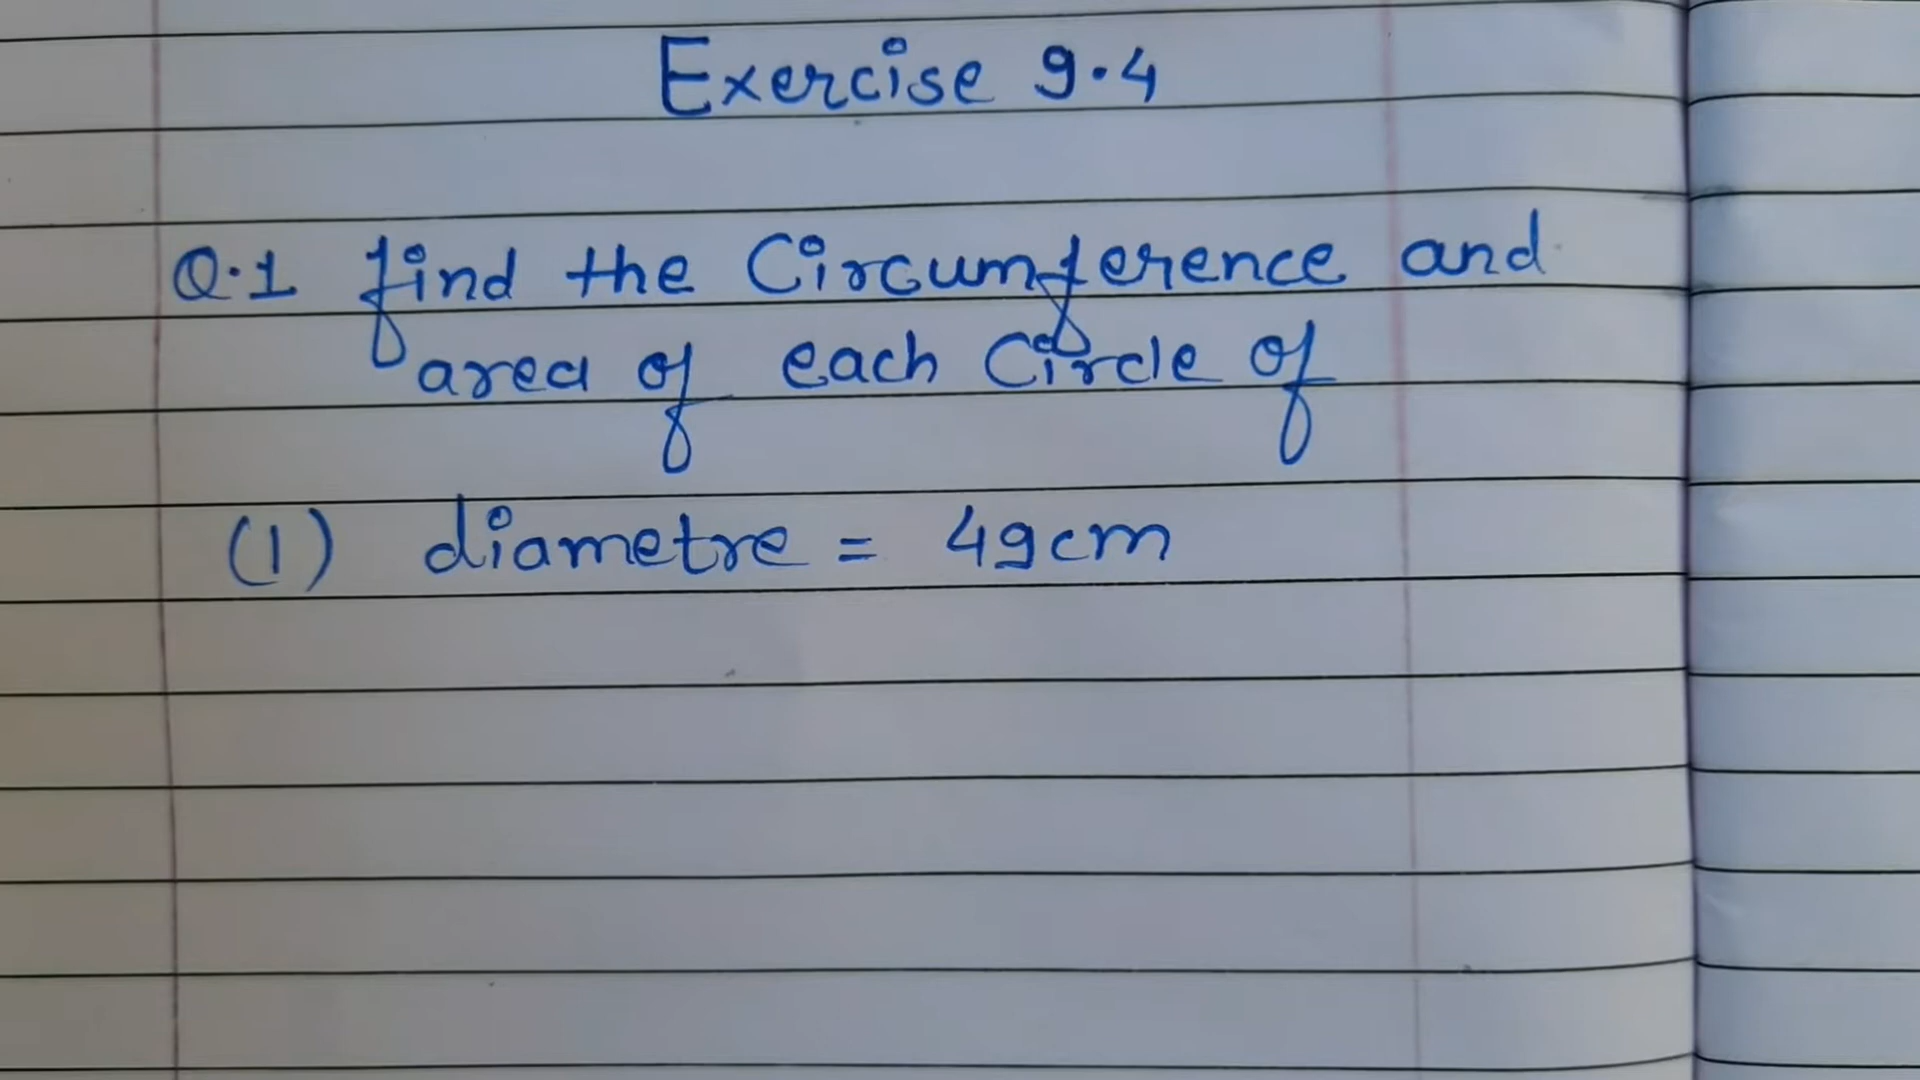 Exercise 9.4
Q.1 find the Circumference and
area of each Circle of
(1) diametre = 49cm